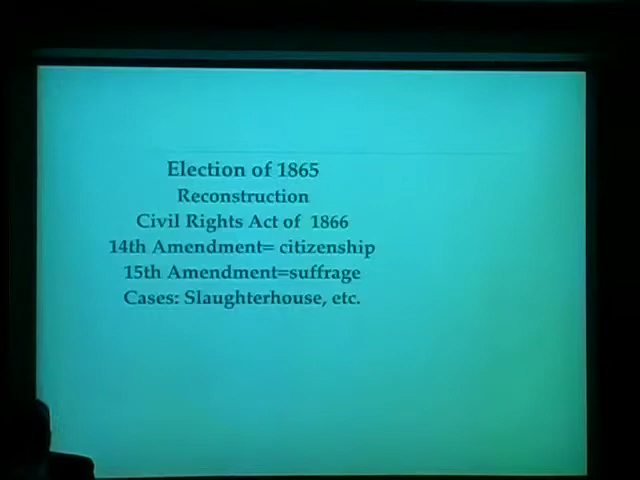 Election of 1865
Reconstruction
Civil Rights Act of 1866
14th Amendment= citizenship
15th Amendment=suffrage
Cases: Slaughterhouse, etc.